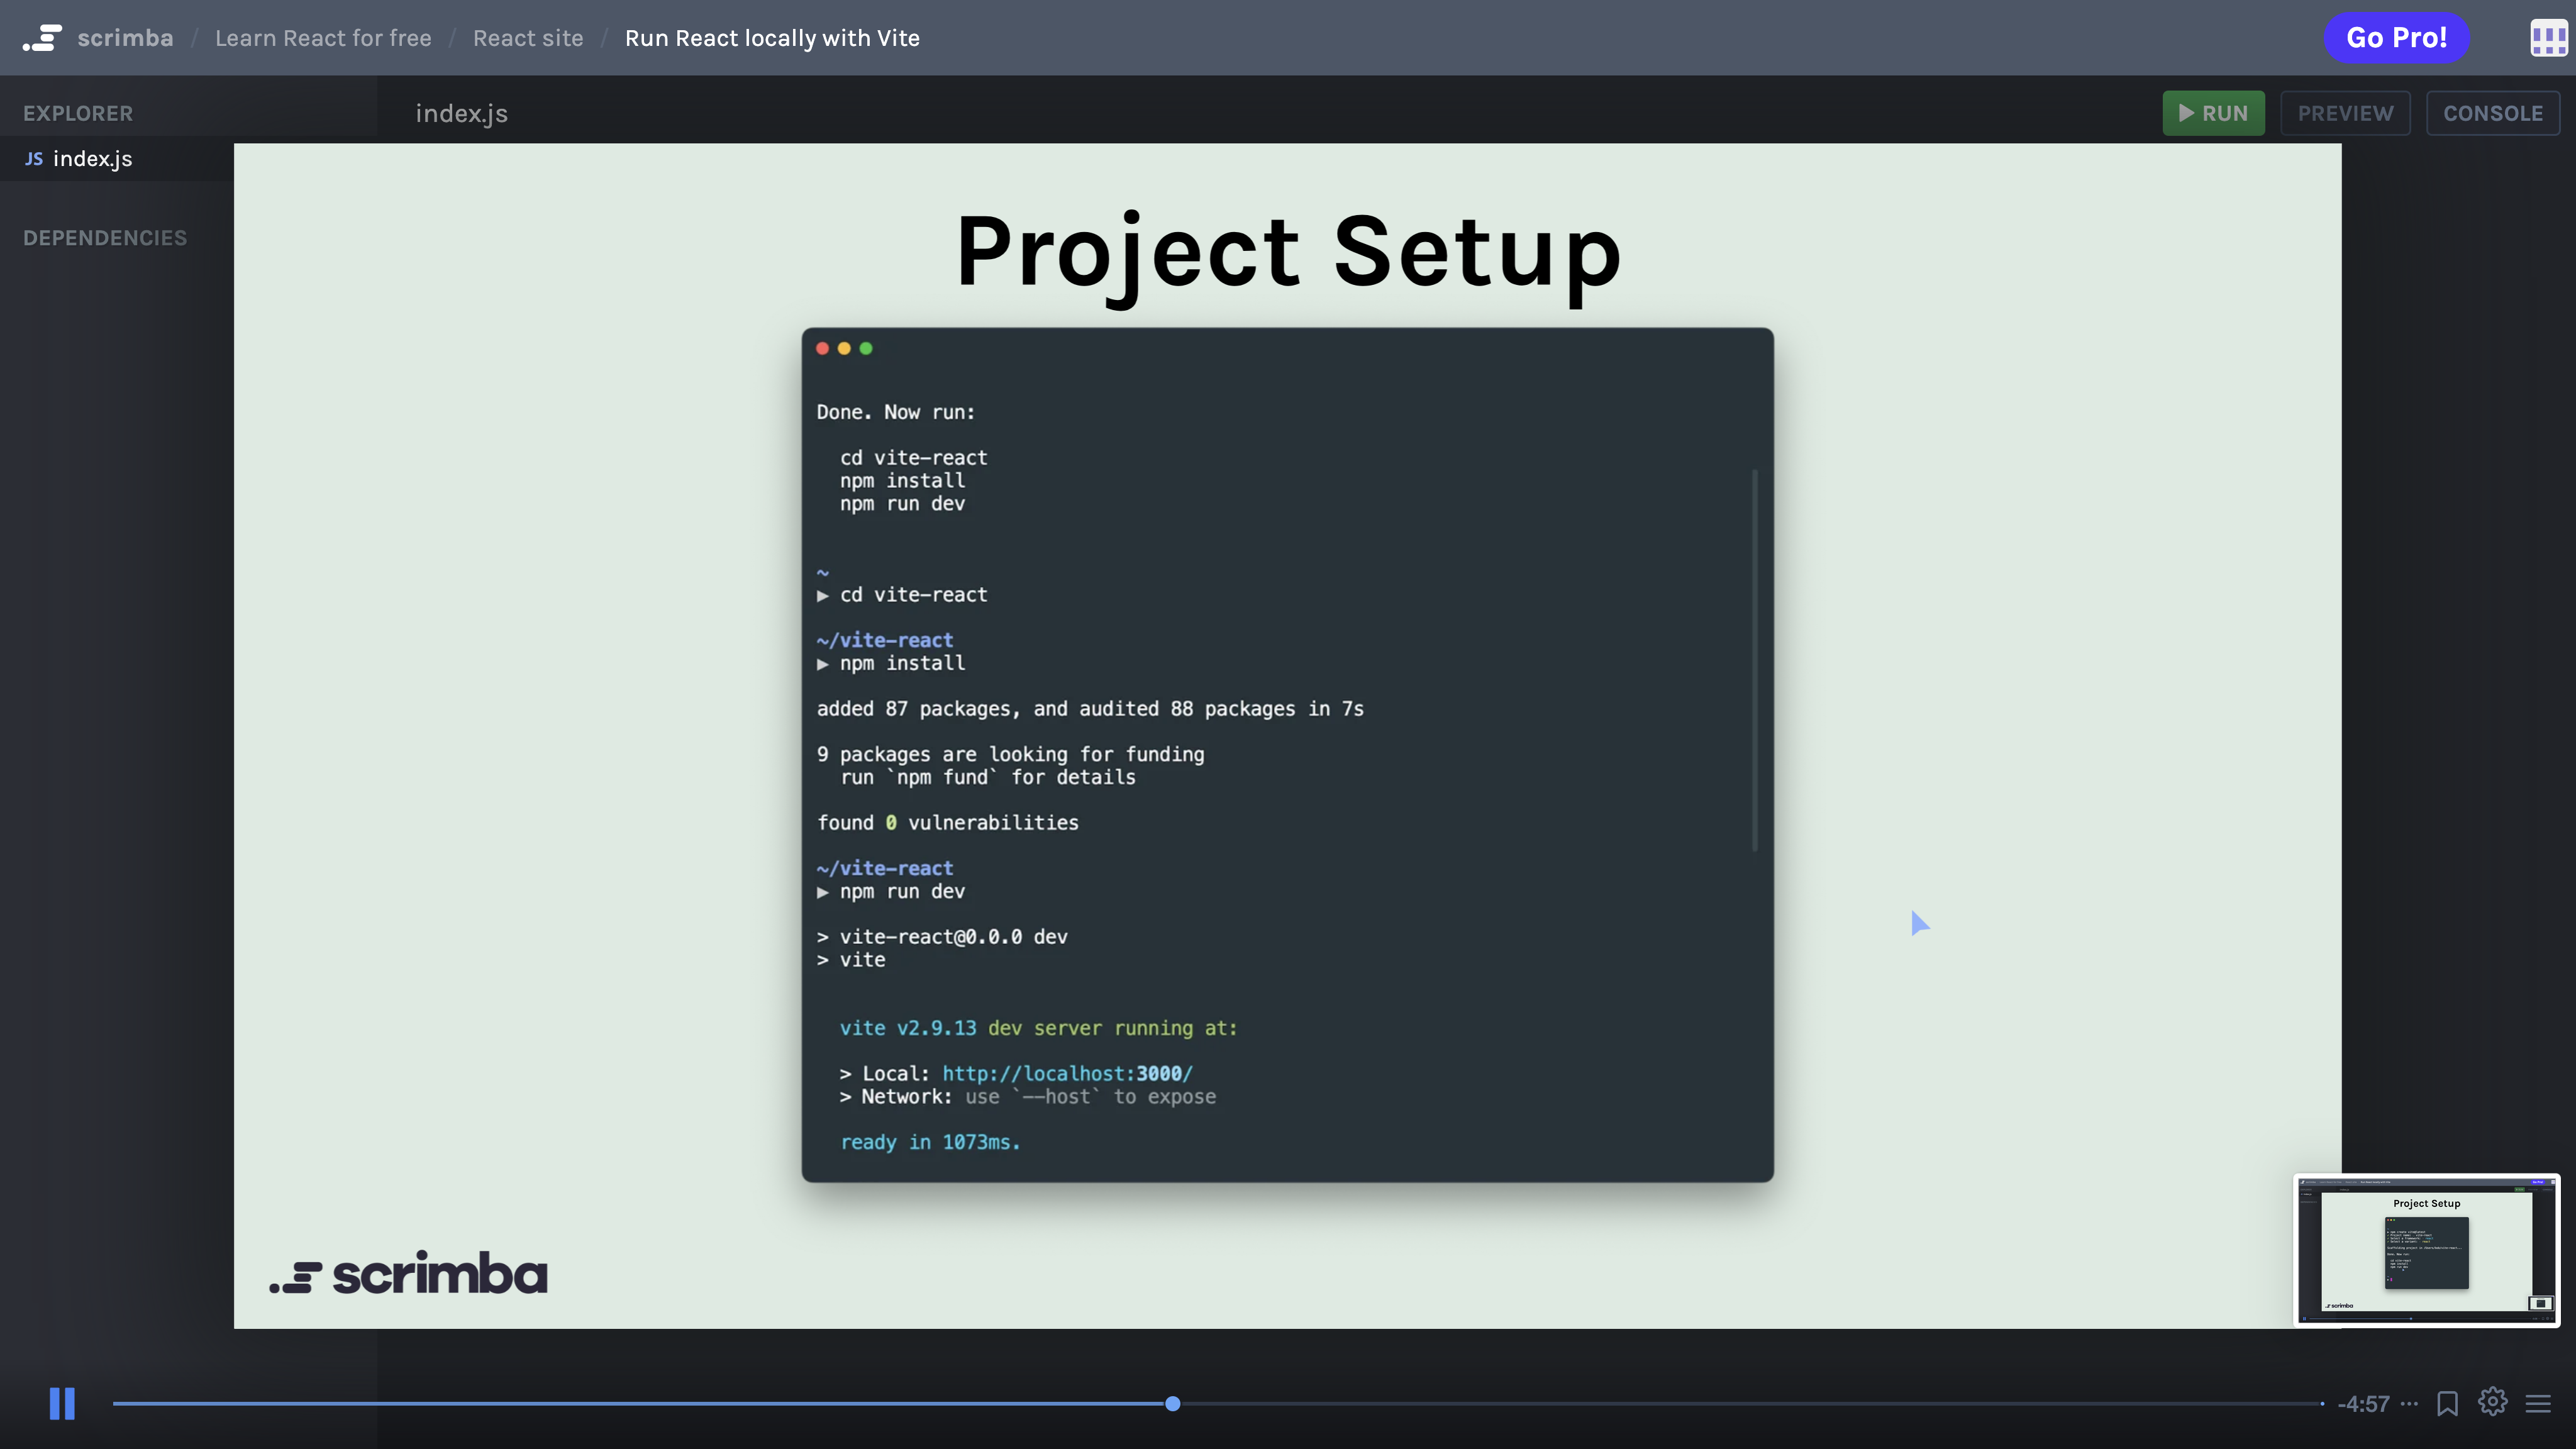 scrimba / Learn React for free / React site / Run React locally with Vite
Go Pro!
EXPLORER
index.js
RUN
PREVIEW
CONSOLE
JS index.js
DEPENDENCIES
Project Setup
Done. Now run:
cd vite-react
npm install
npm run dev
~
▶ cd vite-react
~/vite-react
▶ npm install
added 87 packages, and audited 88 packages in 7s
9 packages are looking for funding
run `npm fund` for details
found 0 vulnerabilities
~/vite-react
▶ npm run dev
> vite-react@0.0.0 dev
> vite
vite v2.9.13 dev server running at:
> Local: http://localhost:3000/
> Network: use `--host` to expose
ready in 1073ms.
scrimba
Project Setup
scrimba
-4:57